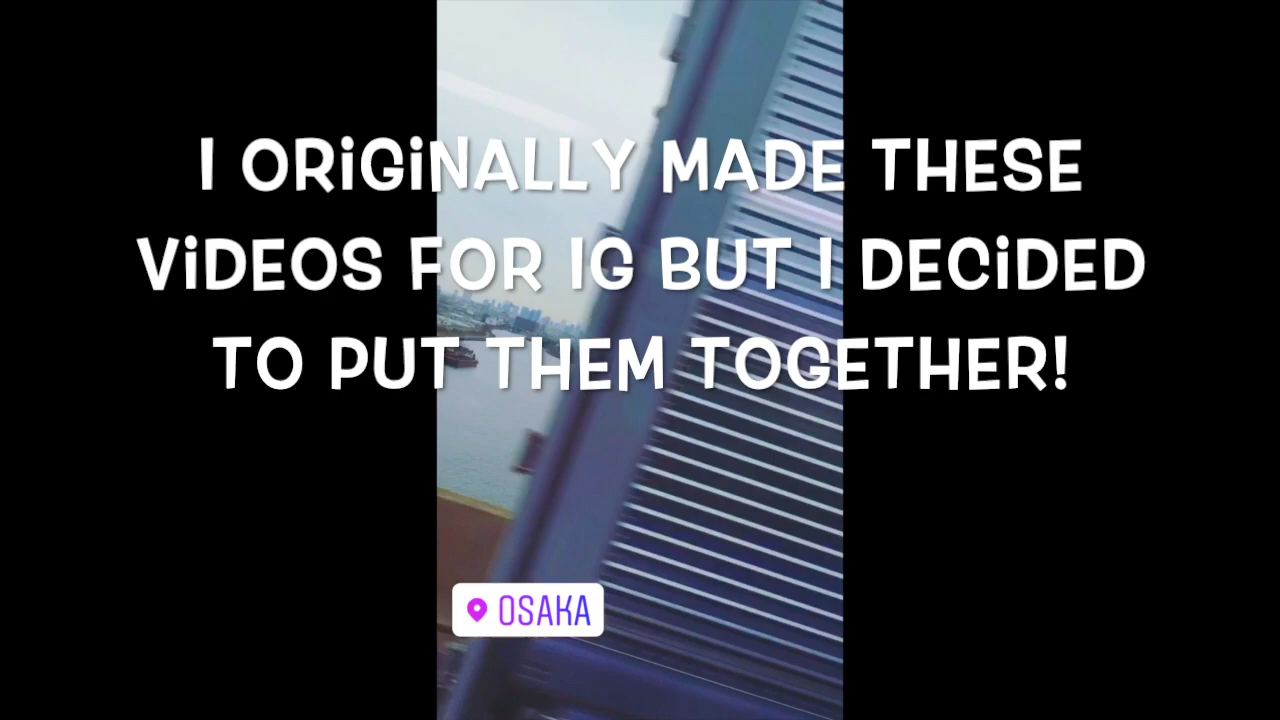 I ORiGiNALLY MADE THESE
ViDEOS FOR IG BUT I DECiDED
TO PUT THEM TOGETHER!
OSAKA